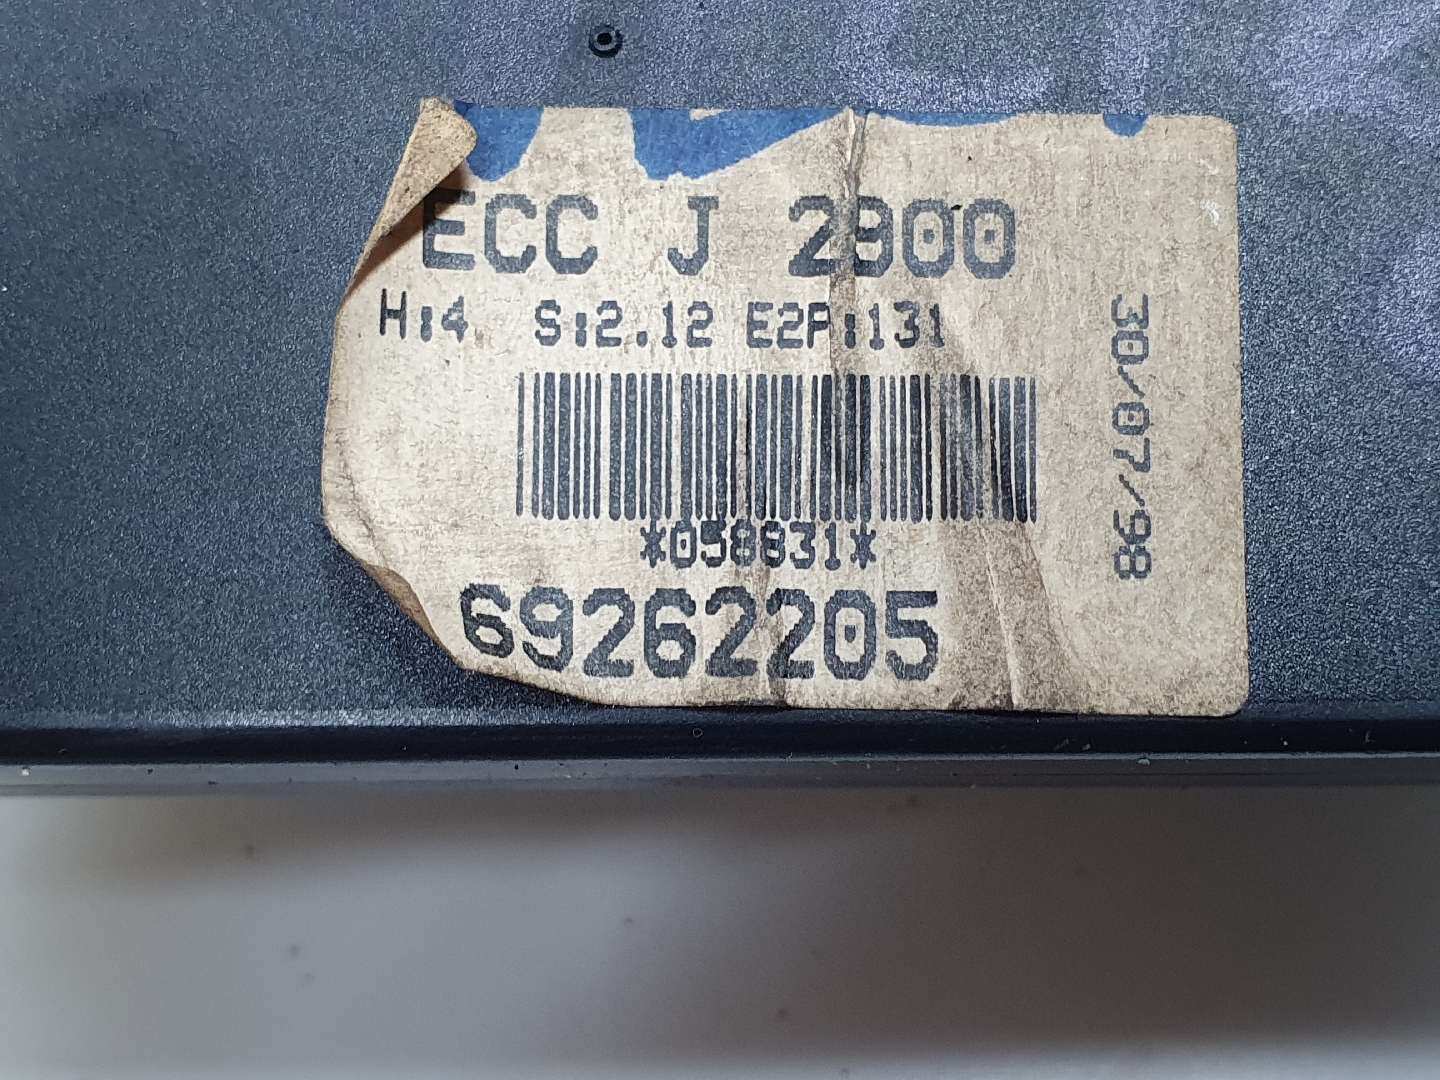 ECC J 2900
H:4 S:2.12 E2P:131
*058831*
69262205
30/07/98